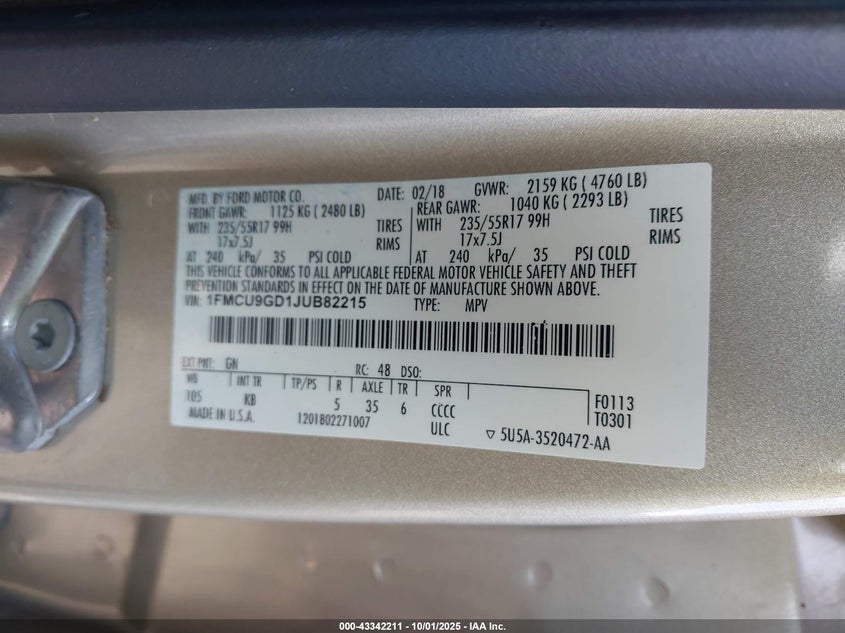 MFD. BY FORD MOTOR CO. DATE: 02/18 GVWR: 2159 KG ( 4760 LB)
FRONT GAWR: 1125 KG ( 2480 LB) REAR GAWR: 1040 KG ( 2293 LB)
WITH 235/55R17 99H TIRES WITH 235/55R17 99H TIRES
17x7.5J RIMS 17x7.5J RIMS
AT 240 kPa/ 35 PSI COLD AT 240 kPa/ 35 PSI COLD
THIS VEHICLE CONFORMS TO ALL APPLICABLE FEDERAL MOTOR VEHICLE SAFETY AND THEFT
PREVENTION STANDARDS IN EFFECT ON THE DATE OF MANUFACTURE SHOWN ABOVE.
VIN: 1FMCU9GD1JUB82215 TYPE: MPV
EXT PNT: GN RC: 48 DSO:
WB INT TR TP/PS R AXLE TR SPR
105 KB 5 35 6 CCCC F0113
MADE IN U.S.A. 1201802271007 ULC T0301
▽ 5U5A-3520472-AA
000-43342211 - 10/01/2025 - IAA Inc.